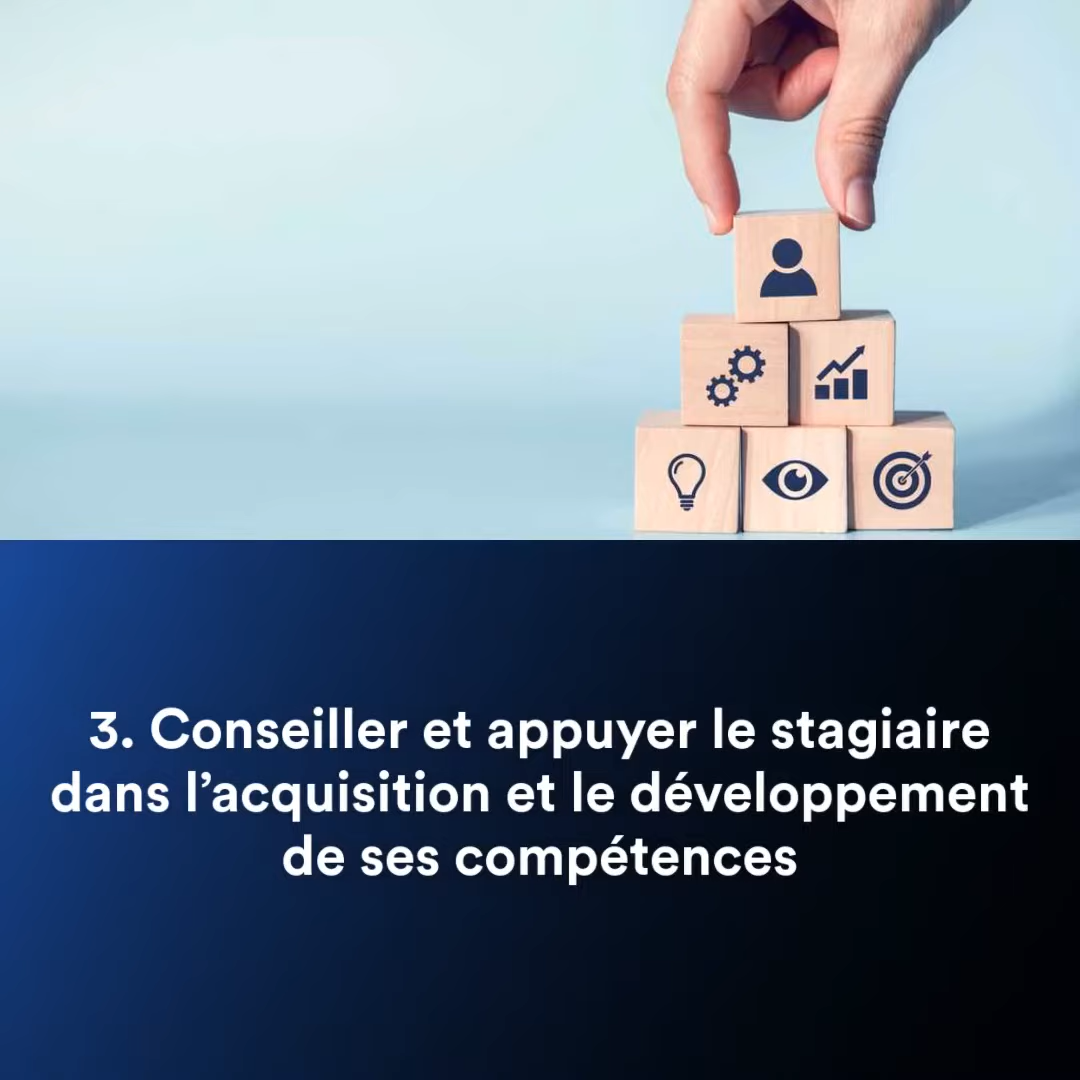 3. Conseiller et appuyer le stagiaire
dans l’acquisition et le développement
de ses compétences